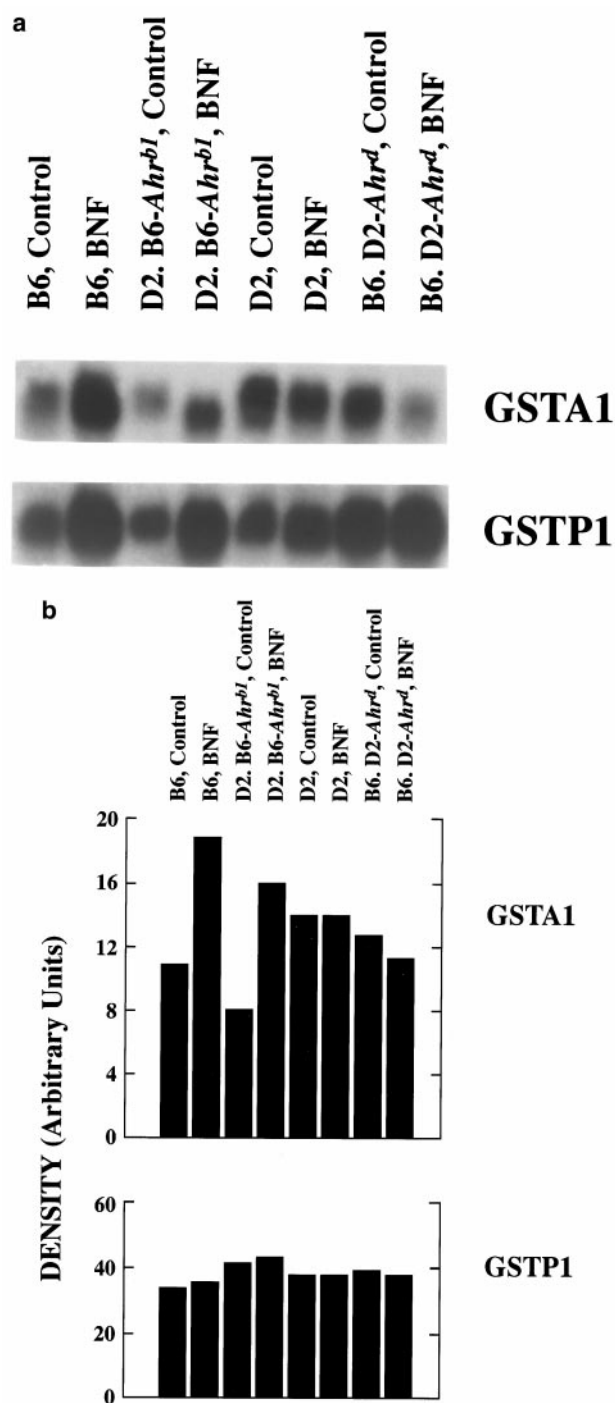 a
B6, Control
B6, BNF
D2. B6-Ahrb1, Control
D2. B6-Ahrb1, BNF
D2, Control
D2, BNF
B6. D2-Ahrd, Control
B6. D2-Ahrd, BNF
GSTA1
GSTP1
b
B6, Control
B6, BNF
D2. B6-Ahrb1, Control
D2. B6-Ahrb1, BNF
D2, Control
D2, BNF
B6. D2-Ahrd, Control
B6. D2-Ahrd, BNF
DENSITY (Arbitrary Units)
20
16
12
8
4
0
GSTA1
60
40
20
0
GSTP1